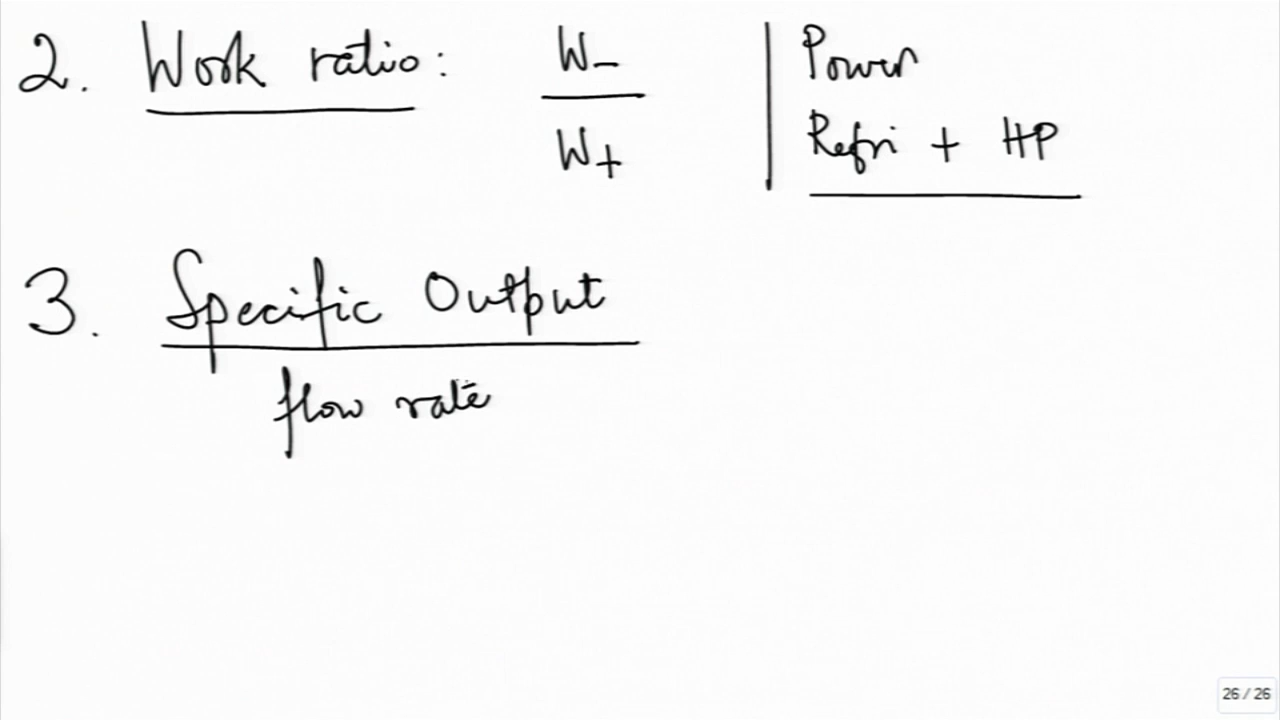 2. Work ratio: W- / W+ | Power
Refri + HP
3. Specific Output
flow rate
26 / 26